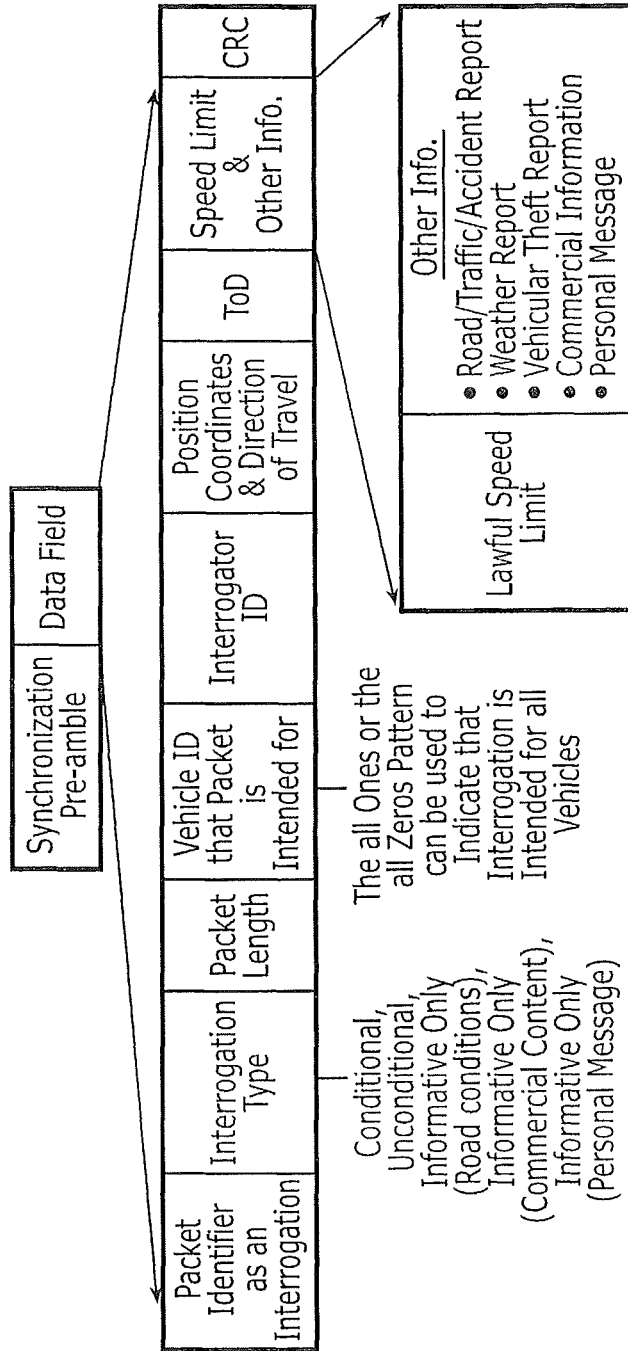 Synchronization
Pre-amble
Data Field
Packet
Identifier
as an
Interrogation
Interrogation
Type
Packet
Length
Vehicle ID
that Packet
is
Intended for
Interrogator
ID
Position
Coordinates
& Direction
of Travel
ToD
Speed Limit
&
Other Info.
CRC
Conditional,
Unconditional,
Informative Only
(Road conditions),
Informative Only
(Commercial Content),
Informative Only
(Personal Message)
The all Ones or the
all Zeros Pattern
can be used to
Indicate that
Interrogation is
Intended for all
Vehicles
Lawful Speed
Limit
Other Info.
• Road/Traffic/Accident Report
• Weather Report
• Vehicular Theft Report
• Commercial Information
• Personal Message